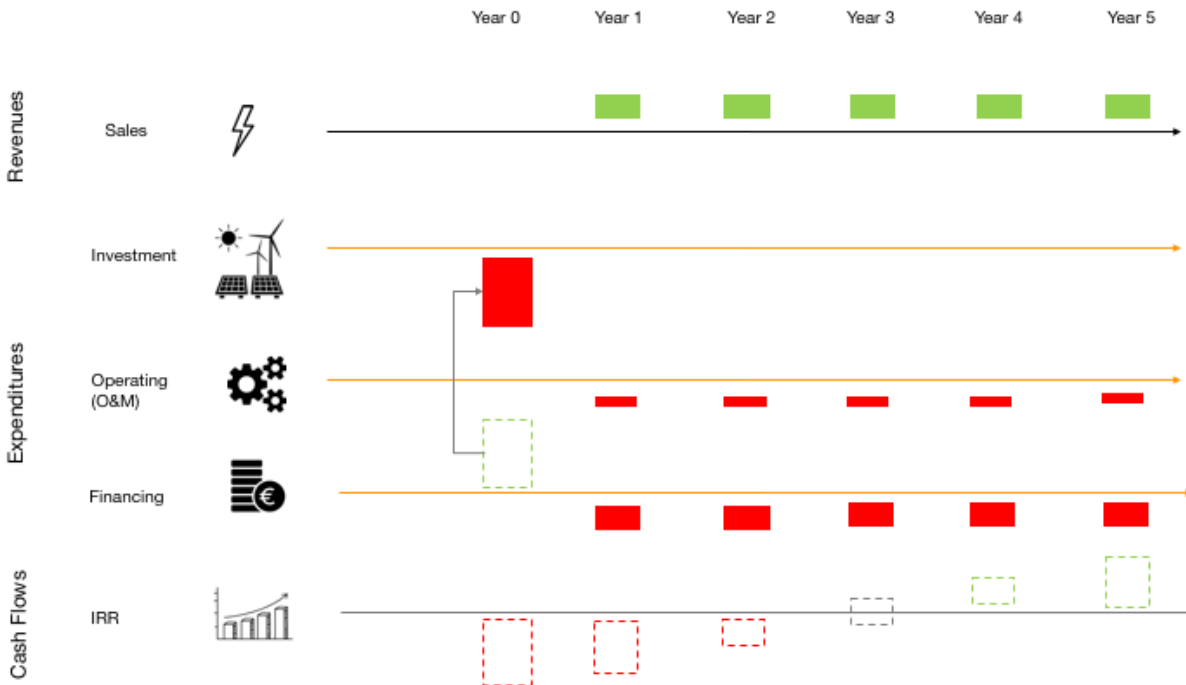 Year 0 Year 1 Year 2 Year 3 Year 4 Year 5
Revenues
Sales
Expenditures
Investment
Operating
(O&M)
Financing
€
Cash Flows
IRR